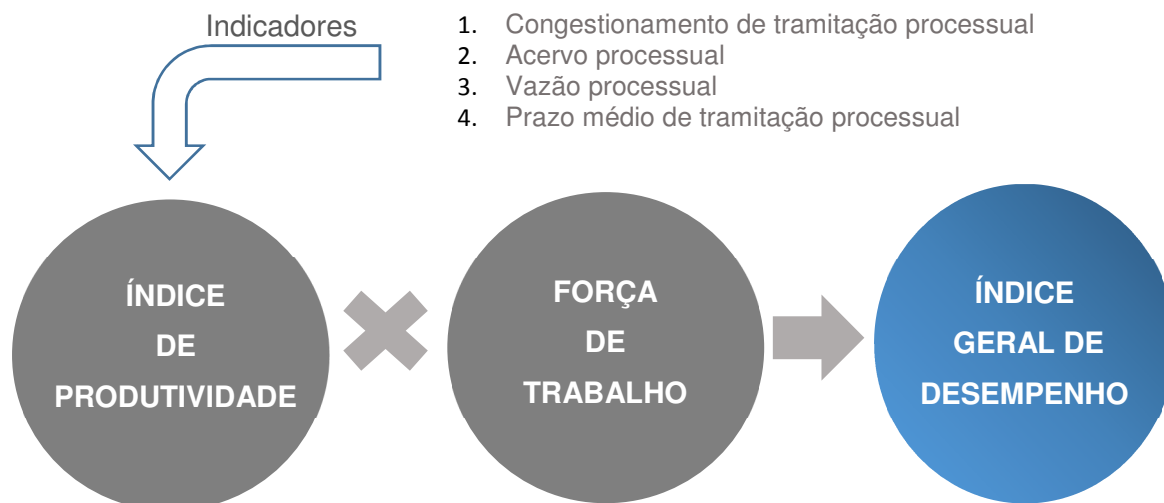 Indicadores
1. Congestionamento de tramitação processual
2. Acervo processual
3. Vazão processual
4. Prazo médio de tramitação processual
ÍNDICE
DE
PRODUTIVIDADE
FORÇA
DE
TRABALHO
ÍNDICE
GERAL DE
DESEMPENHO